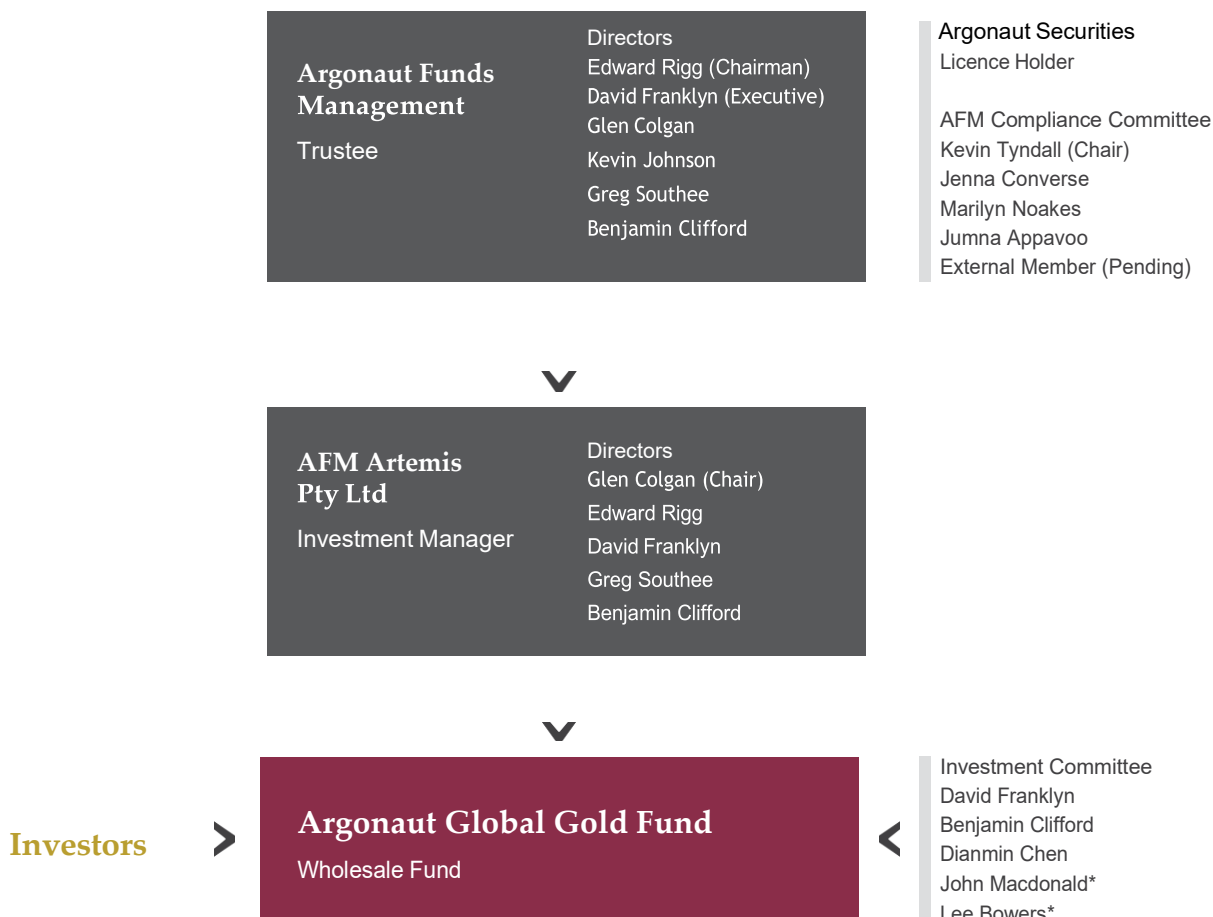 Argonaut Funds
Management
Trustee
Directors
Edward Rigg (Chairman)
David Franklyn (Executive)
Glen Colgan
Kevin Johnson
Greg Southee
Benjamin Clifford
Argonaut Securities
Licence Holder
AFM Compliance Committee
Kevin Tyndall (Chair)
Jenna Converse
Marilyn Noakes
Jumna Appavoo
External Member (Pending)
AFM Artemis
Pty Ltd
Investment Manager
Directors
Glen Colgan (Chair)
Edward Rigg
David Franklyn
Greg Southee
Benjamin Clifford
Investors
Argonaut Global Gold Fund
Wholesale Fund
Investment Committee
David Franklyn
Benjamin Clifford
Dianmin Chen
John Macdonald*
Lee Bowers*